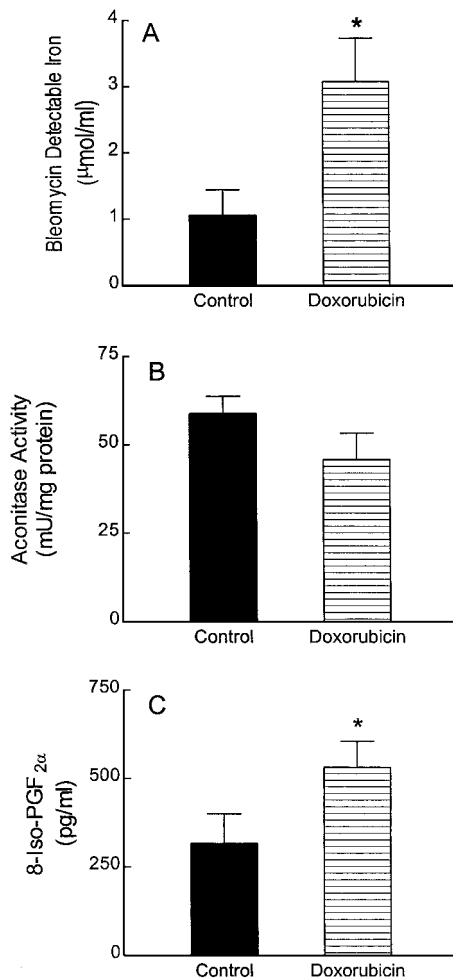 A
Bleomycin Detectable Iron
(μmol/ml)
4
3
2
1
0
*
Control
Doxorubicin
B
Aconitase Activity
(mU/mg protein)
75
50
25
0
Control
Doxorubicin
C
8-Iso-PGF2α
(pg/ml)
750
500
250
0
*
Control
Doxorubicin